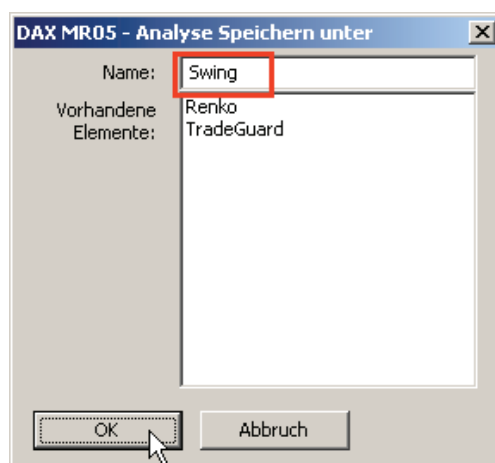 DAX MR05 - Analyse Speichern unter
Name: Swing
Vorhandene Elemente:
Renko
TradeGuard
OK Abbruch